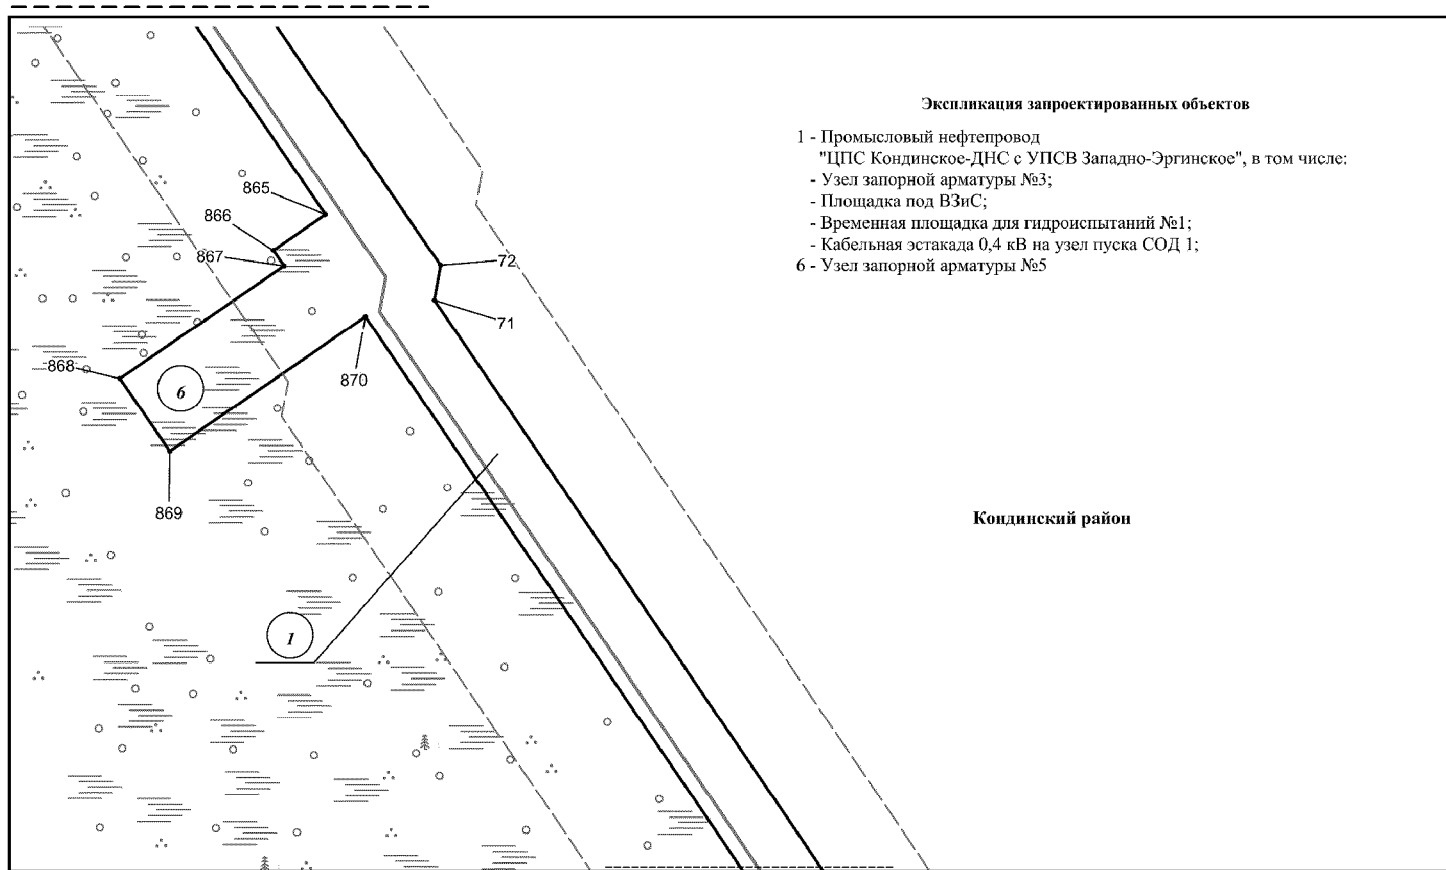 Экспликация запроектированных объектов
1 - Промысловый нефтепровод
"ЦПС Кондинское-ДНС с УПСВ Западно-Эргинское", в том числе:
- Узел запорной арматуры №3;
- Площадка под ВЗиС;
- Временная площадка для гидроиспытаний №1;
- Кабельная эстакада 0,4 кВ на узел пуска СОД 1;
6 - Узел запорной арматуры №5
865
866
867
72
71
868
870
6
869
Кондинский район
1